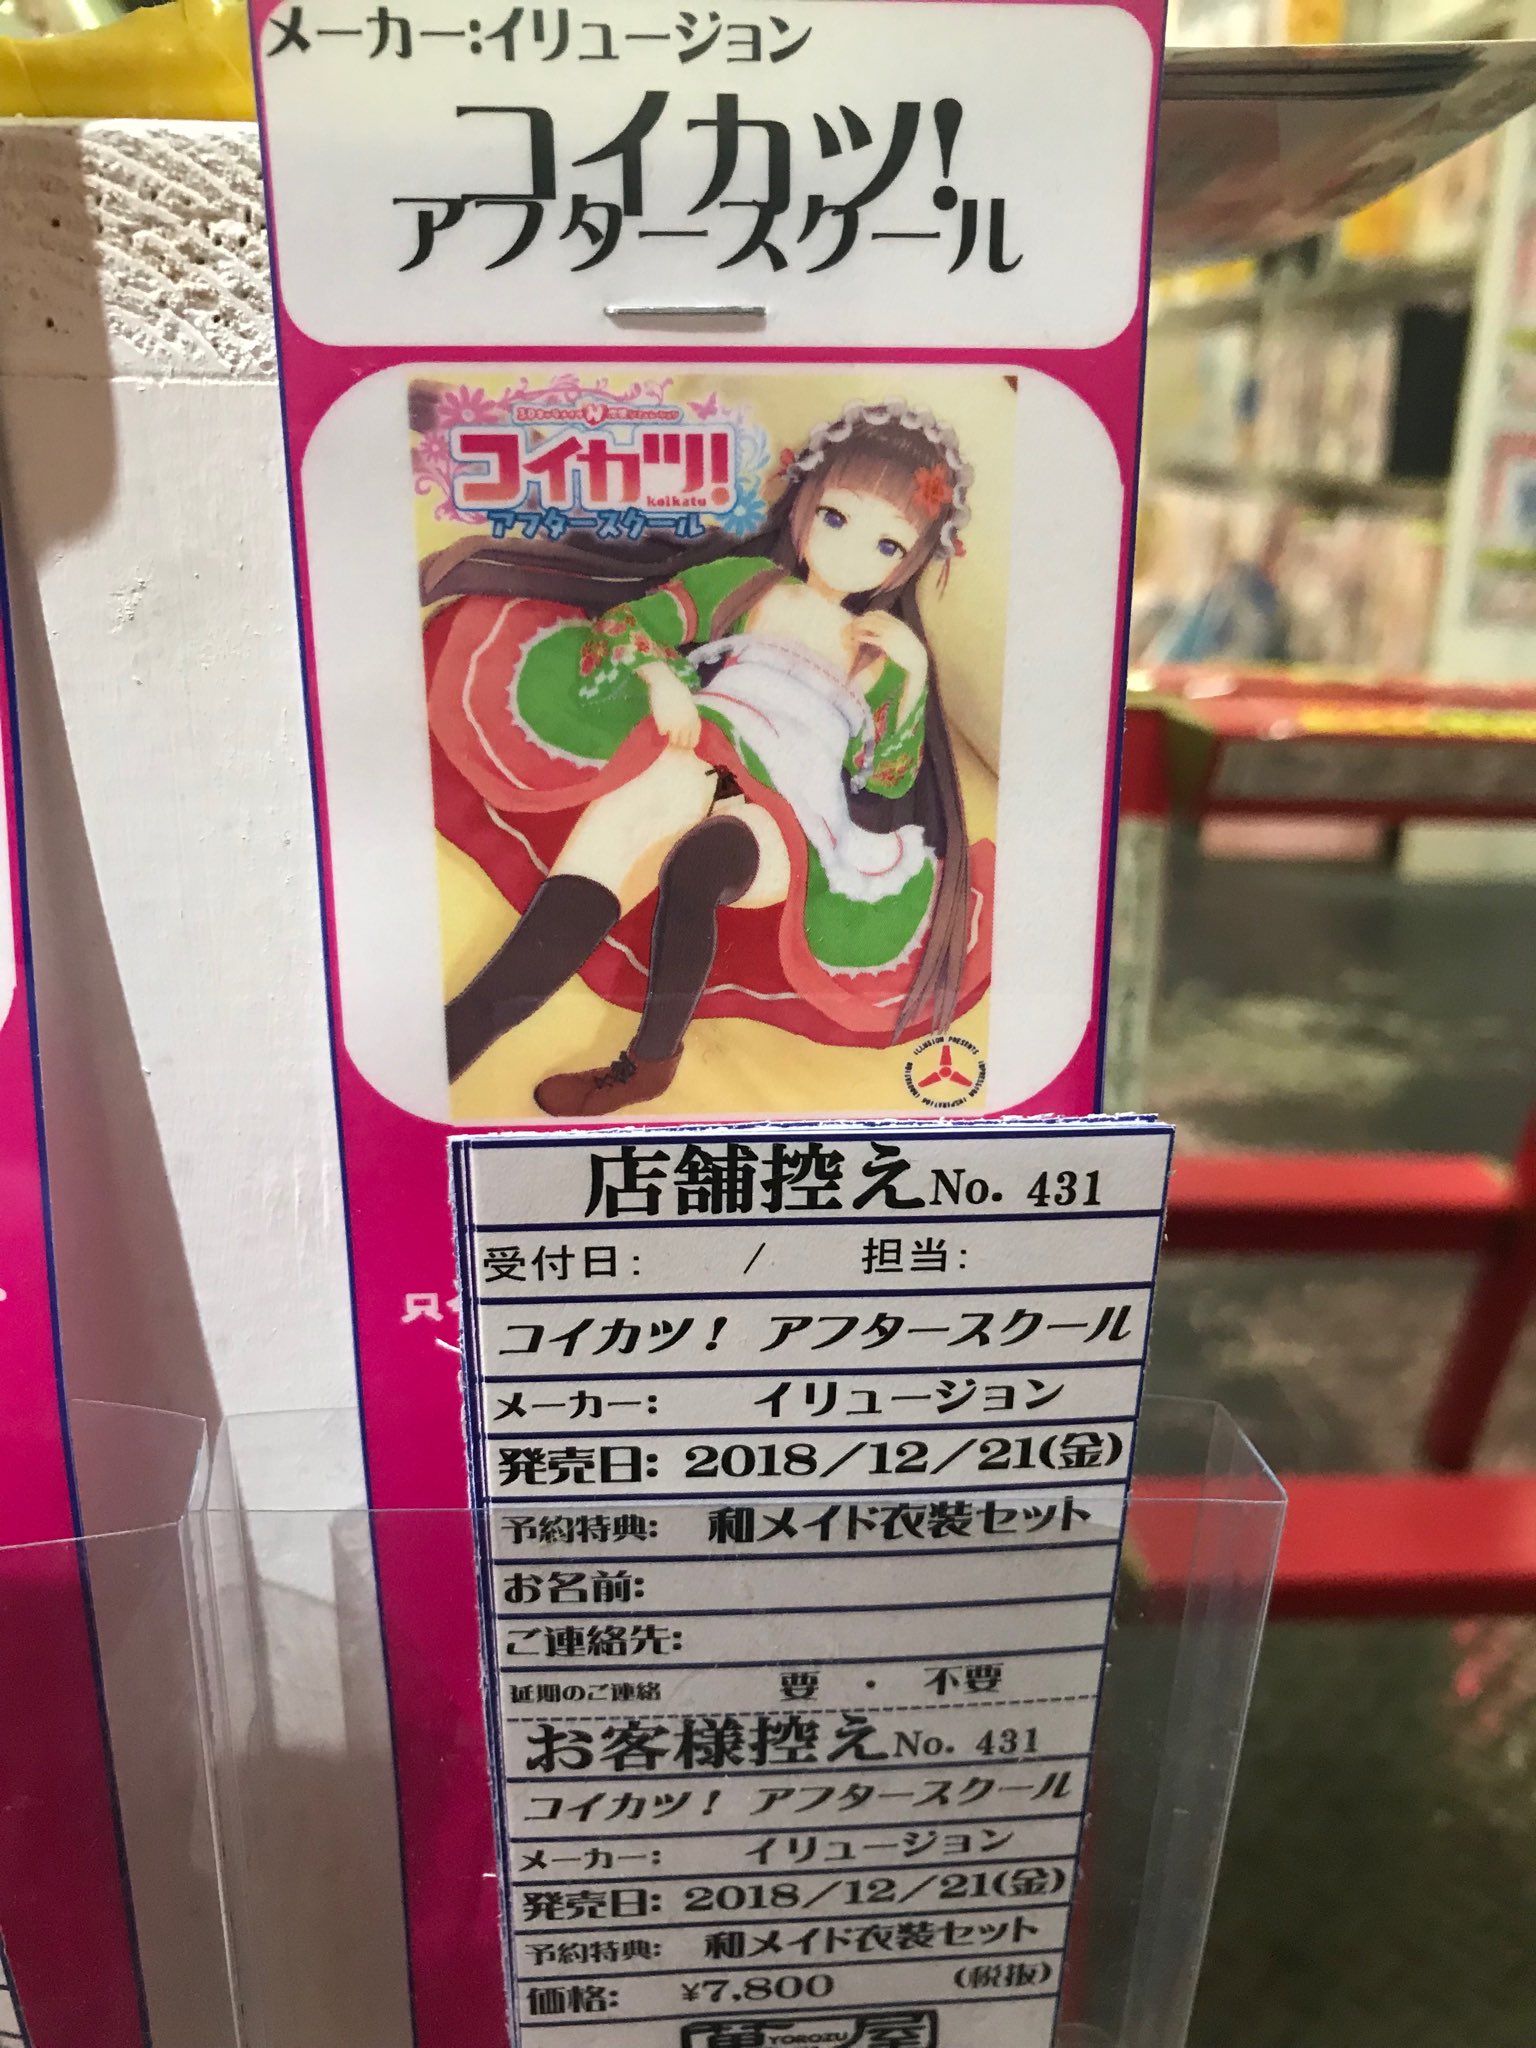 メーカー:イリュージョン
コイカツ!
アフタースクール
コイカツ!
koikatu
アフタースクール
ILLUSION PRESENTS IMPRESSION INSPIRATION INNOVATION
店舗控えNo. 431
受付日: / 担当:
コイカツ! アフタースクール
メーカー: イリュージョン
発売日: 2018/12/21(金)
予約特典: 和メイド衣装セット
お名前:
ご連絡先:
延期のご連絡 要 ・ 不要
お客様控えNo. 431
コイカツ! アフタースクール
メーカー: イリュージョン
発売日: 2018/12/21(金)
予約特典: 和メイド衣装セット
価格: ¥7,800 (税抜)
YOROZU